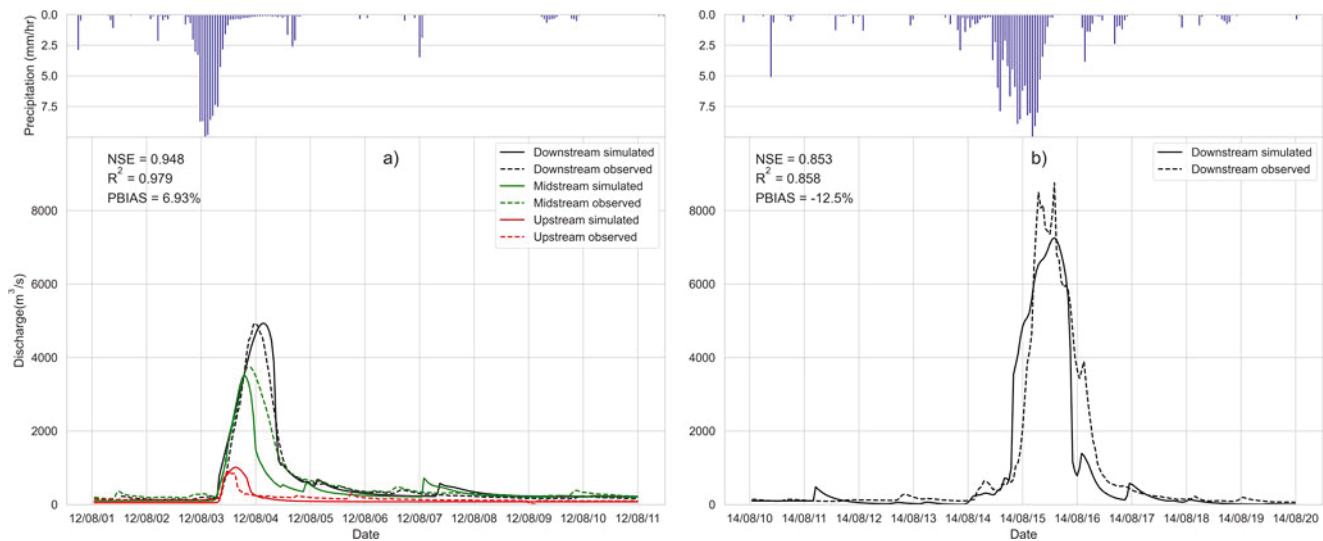 0.0
2.5
5.0
7.5
Precipitation (mm/hr)
NSE = 0.948
R² = 0.979
PBIAS = 6.93%
a)
Downstream simulated
Downstream observed
Midstream simulated
Midstream observed
Upstream simulated
Upstream observed
8000
6000
4000
2000
0
Discharge(m³/s)
12/08/01 12/08/02 12/08/03 12/08/04 12/08/05 12/08/06 12/08/07 12/08/08 12/08/09 12/08/10 12/08/11
Date
0.0
2.5
5.0
7.5
NSE = 0.853
R² = 0.858
PBIAS = -12.5%
b)
Downstream simulated
Downstream observed
8000
6000
4000
2000
0
14/08/10 14/08/11 14/08/12 14/08/13 14/08/14 14/08/15 14/08/16 14/08/17 14/08/18 14/08/19 14/08/20
Date